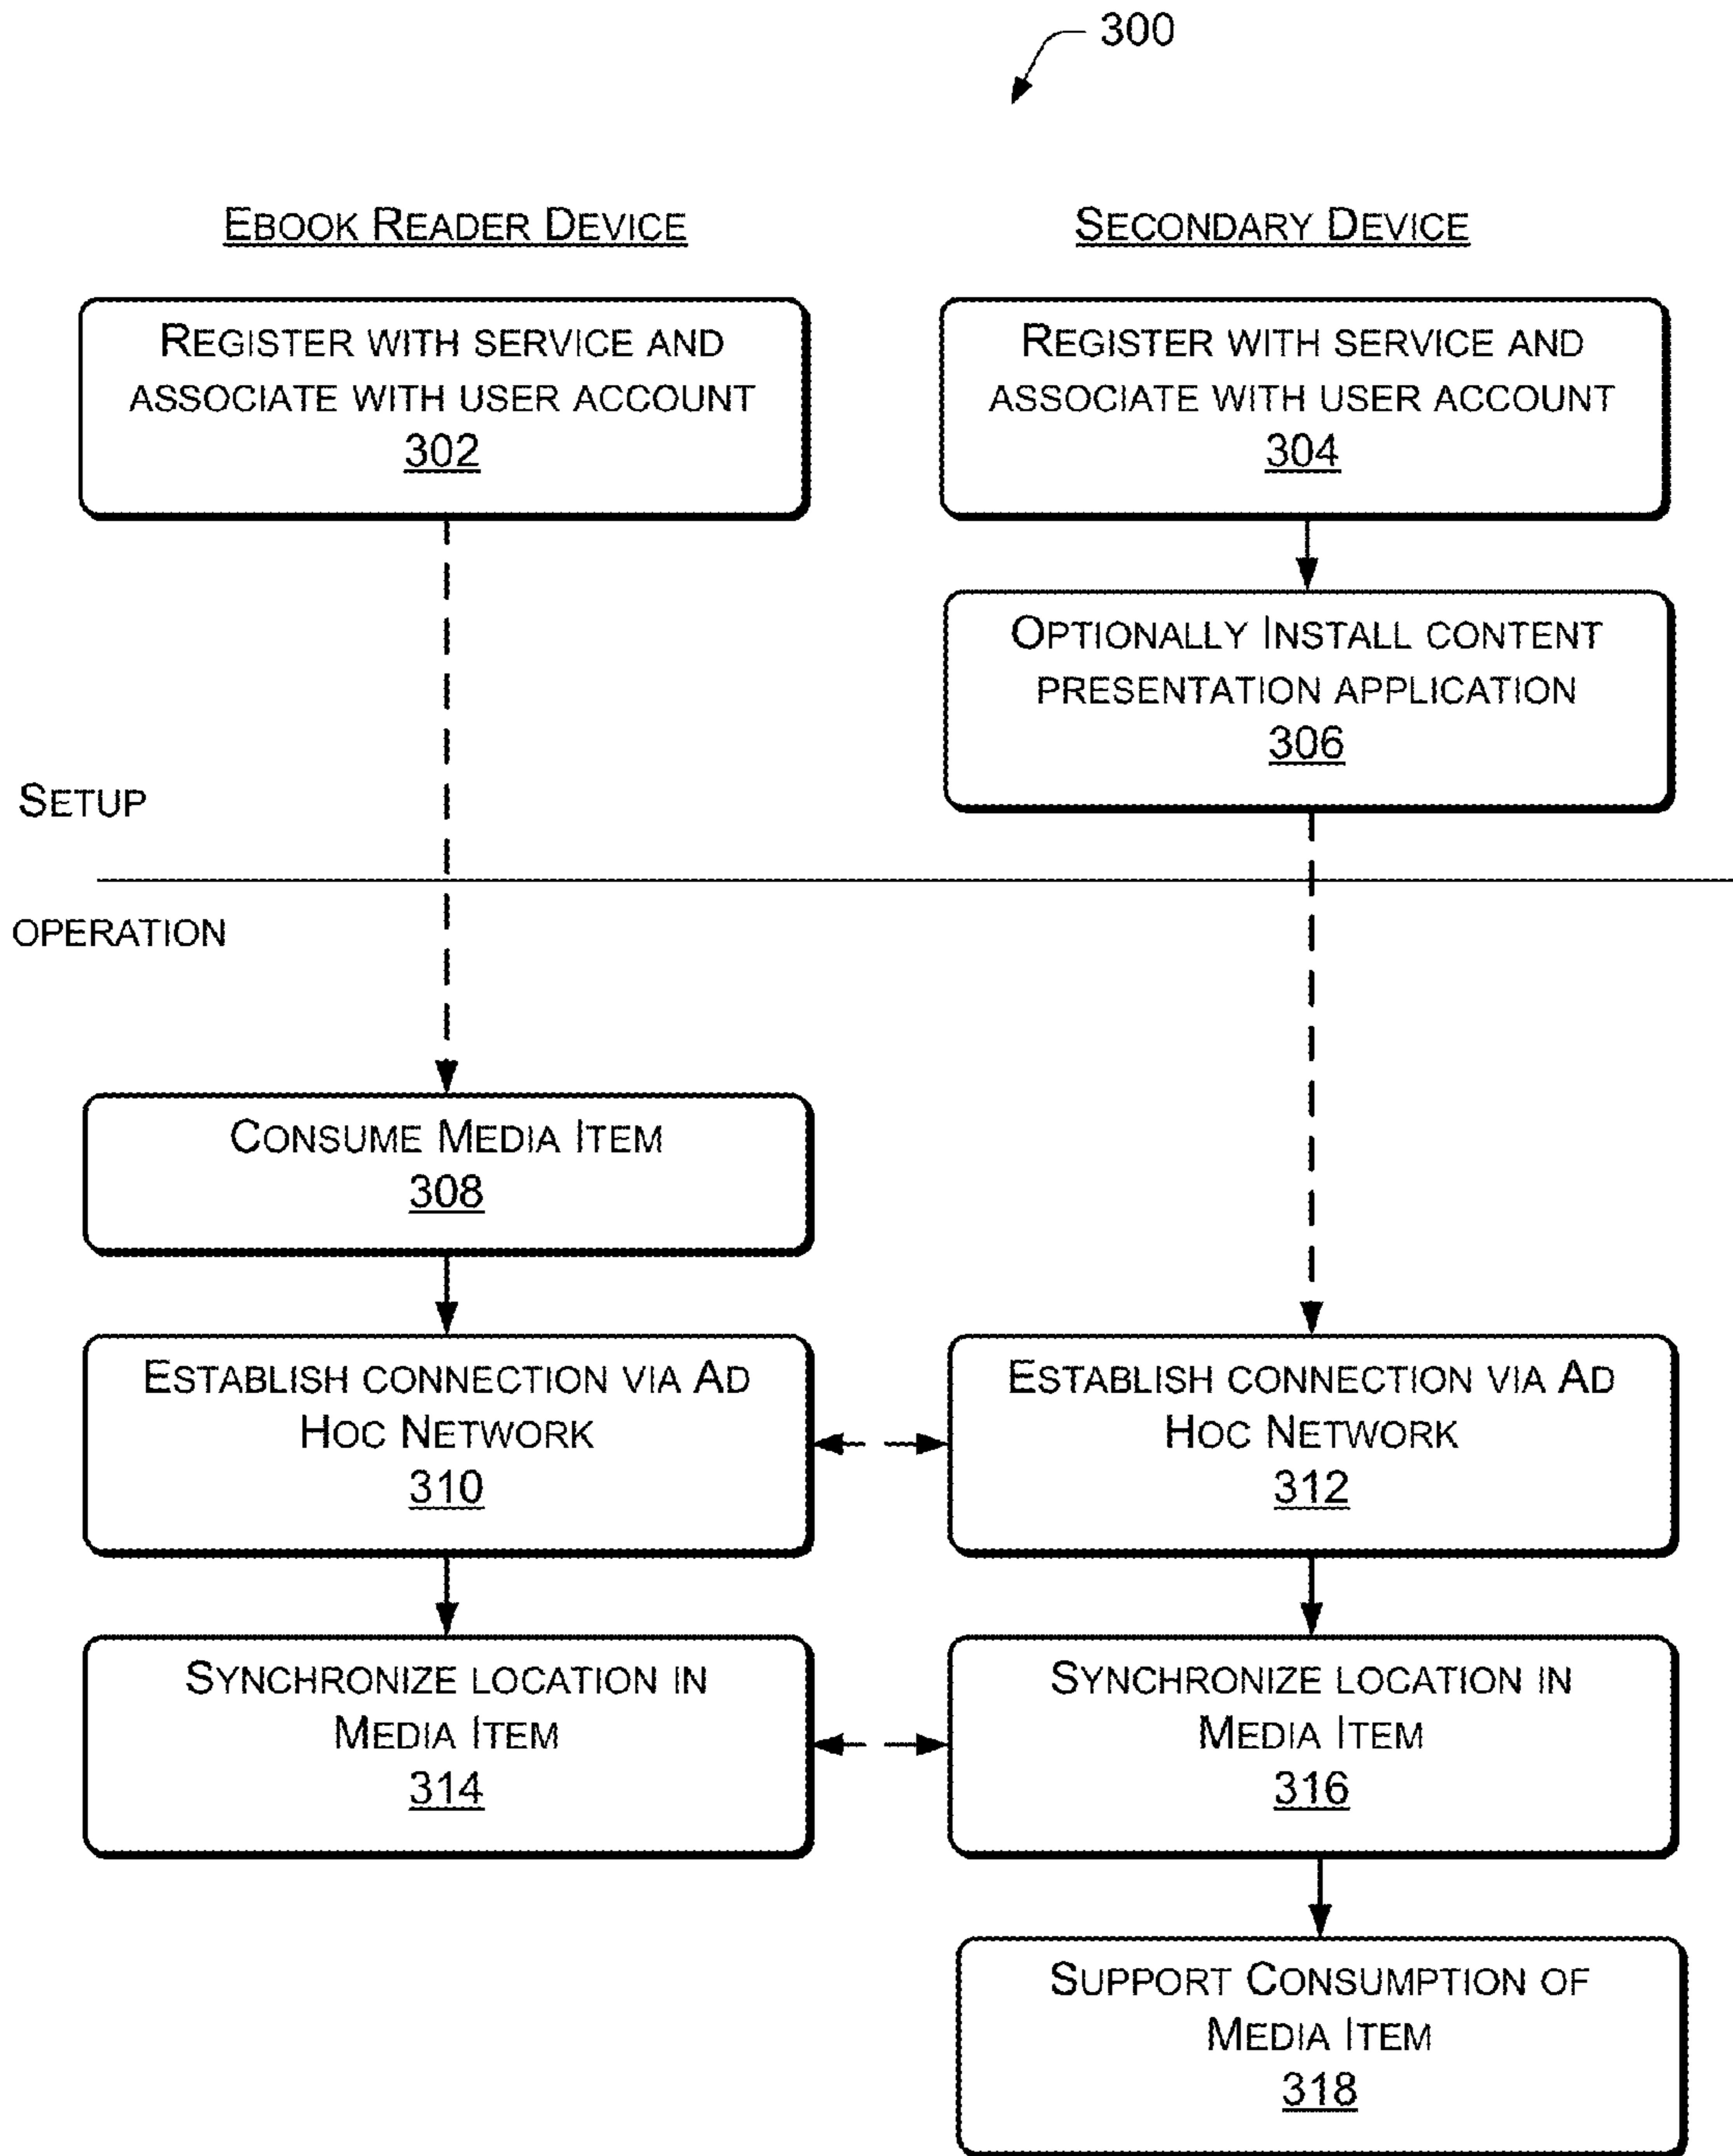 300
EBOOK READER DEVICE
SECONDARY DEVICE
REGISTER WITH SERVICE AND
ASSOCIATE WITH USER ACCOUNT
302
REGISTER WITH SERVICE AND
ASSOCIATE WITH USER ACCOUNT
304
OPTIONALLY INSTALL CONTENT
PRESENTATION APPLICATION
306
SETUP
OPERATION
CONSUME MEDIA ITEM
308
ESTABLISH CONNECTION VIA AD
HOC NETWORK
310
ESTABLISH CONNECTION VIA AD
HOC NETWORK
312
SYNCHRONIZE LOCATION IN
MEDIA ITEM
314
SYNCHRONIZE LOCATION IN
MEDIA ITEM
316
SUPPORT CONSUMPTION OF
MEDIA ITEM
318